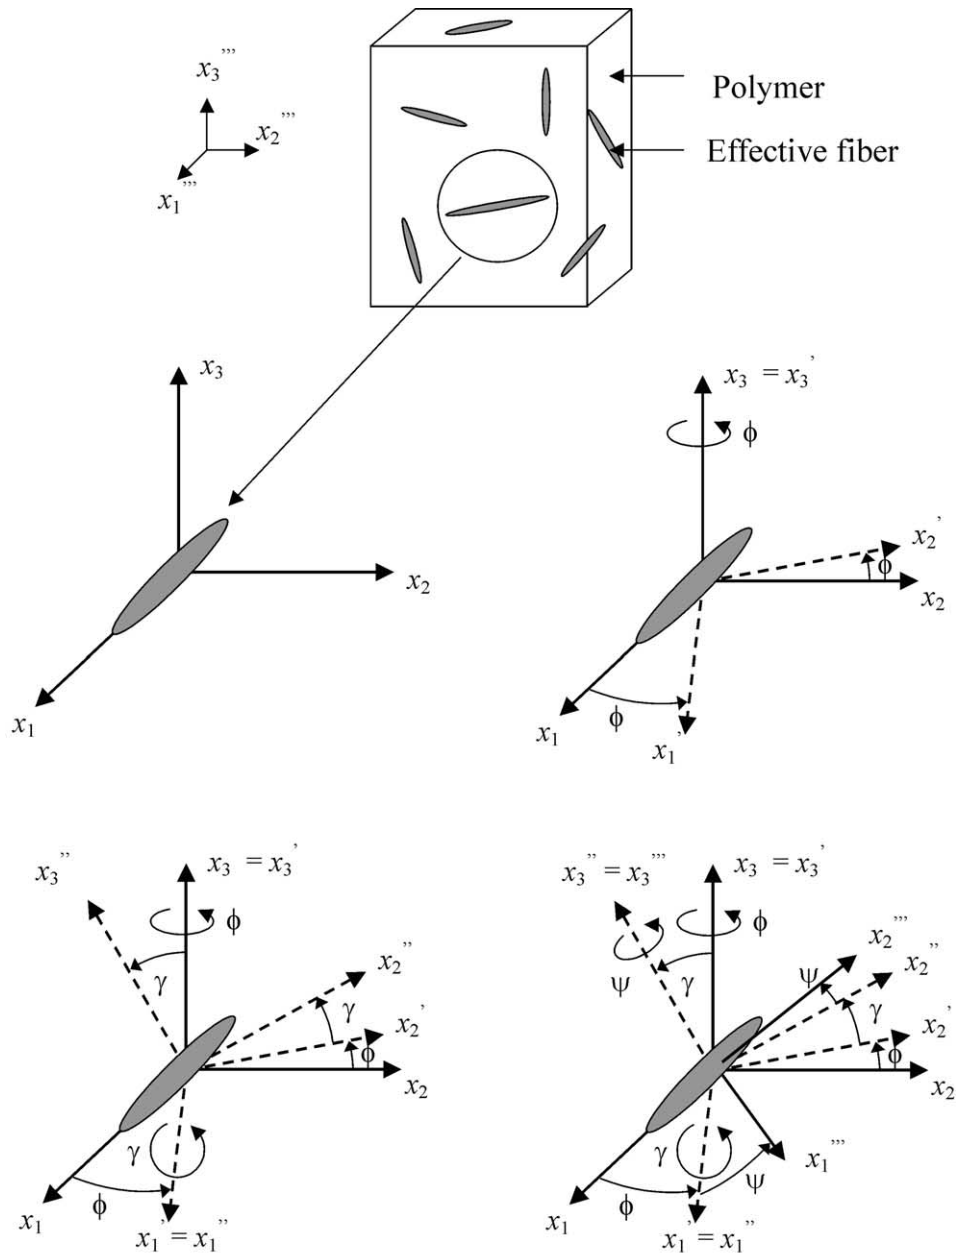 x₃'''
x₂'''
x₁'''
Polymer
Effective fiber
x₃
x₂
x₁
x₃ = x₃'
ϕ
x₂'
ϕ
x₂
x₁
ϕ
x₁'
x₃''
x₃ = x₃'
ϕ
γ
x₂''
γ
x₂'
ϕ
x₂
γ
ϕ
x₁
x₁' = x₁''
x₃'' = x₃'''
x₃ = x₃'
ϕ
ψ
γ
x₂'''
ψ
x₂''
γ
x₂'
ϕ
x₂
γ
x₁'''
ψ
ϕ
x₁
x₁' = x₁''